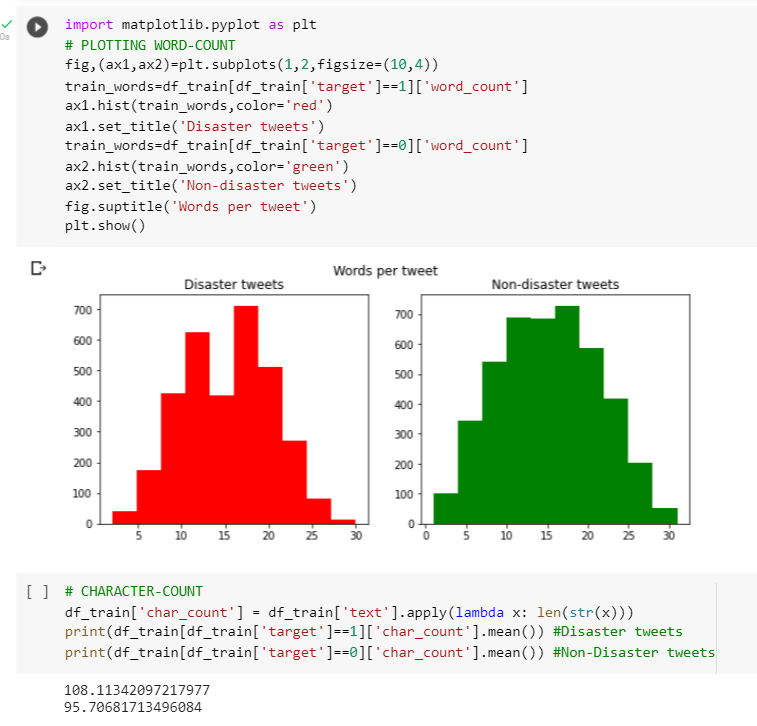 0s
import matplotlib.pyplot as plt
# PLOTTING WORD-COUNT
fig,(ax1,ax2)=plt.subplots(1,2,figsize=(10,4))
train_words=df_train[df_train['target']==1]['word_count']
ax1.hist(train_words,color='red')
ax1.set_title('Disaster tweets')
train_words=df_train[df_train['target']==0]['word_count']
ax2.hist(train_words,color='green')
ax2.set_title('Non-disaster tweets')
fig.suptitle('Words per tweet')
plt.show()
Words per tweet
Disaster tweets
700
600
500
400
300
200
100
0
5 10 15 20 25 30
Non-disaster tweets
700
600
500
400
300
200
100
0
0 5 10 15 20 25 30
[ ]
# CHARACTER-COUNT
df_train['char_count'] = df_train['text'].apply(lambda x: len(str(x)))
print(df_train[df_train['target']==1]['char_count'].mean()) #Disaster tweets
print(df_train[df_train['target']==0]['char_count'].mean()) #Non-Disaster tweets
108.11342097217977
95.70681713496084